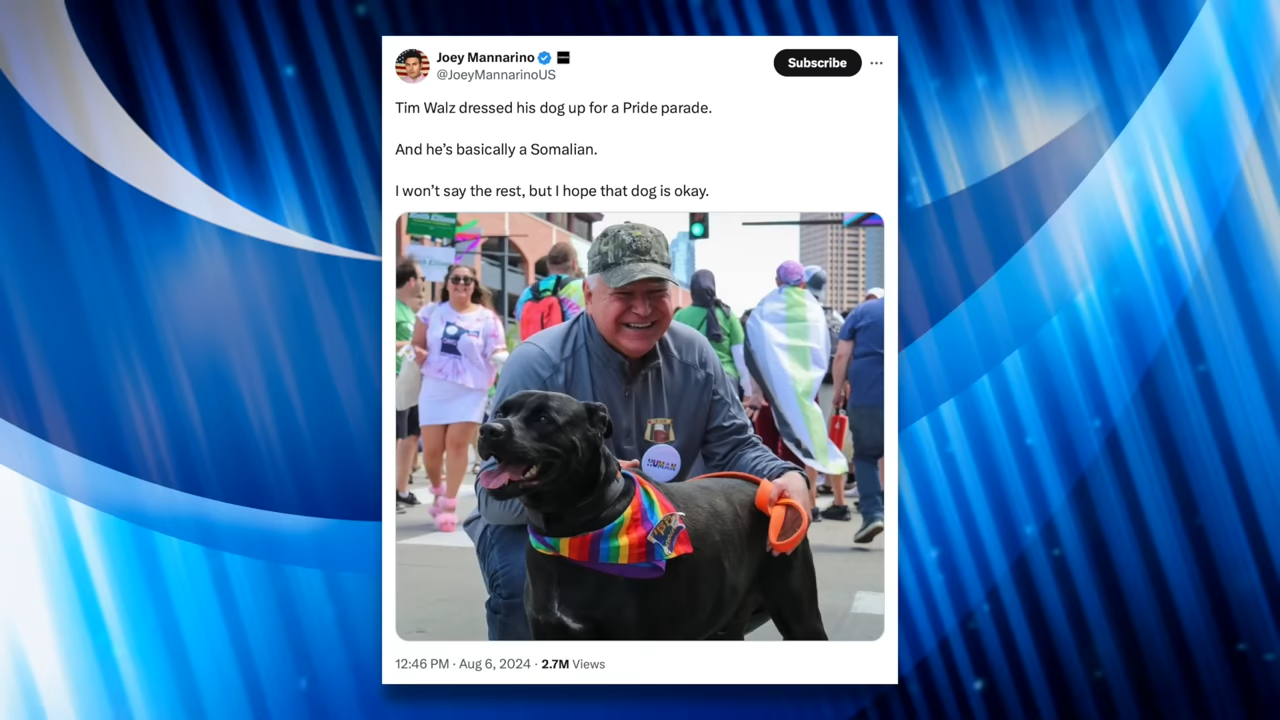 Joey Mannarino
@JoeyMannarinoUS
Subscribe
Tim Walz dressed his dog up for a Pride parade.
And he's basically a Somalian.
I won't say the rest, but I hope that dog is okay.
HUMAN
12:46 PM · Aug 6, 2024 · 2.7M Views